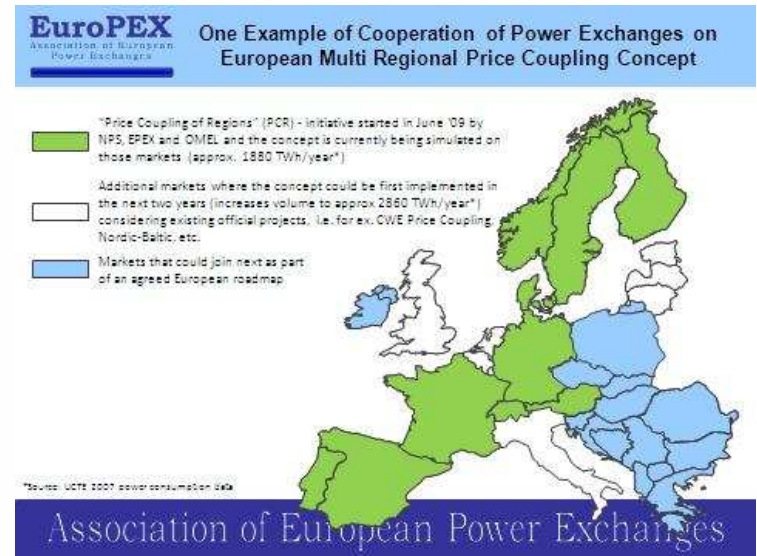 EuroPEX
Association of European
Power Exchanges
One Example of Cooperation of Power Exchanges on
European Multi Regional Price Coupling Concept
"Price Coupling of Regions" (PCR) - initiative started in June '09 by
NPS, EPEX and OMEL and the concept is currently being simulated on
those markets (approx. 1880 TWh/year*)
Additional markets where the concept could be first implemented in
the next two years (increases volume to approx 2860 TWh/year*)
considering existing official projects, i.e. for ex. CWE Price Coupling,
Nordic-Baltic, etc.
Markets that could join next as part
of an agreed European roadmap
*Source: UCTE 2007 power consumption data
Association of European Power Exchanges